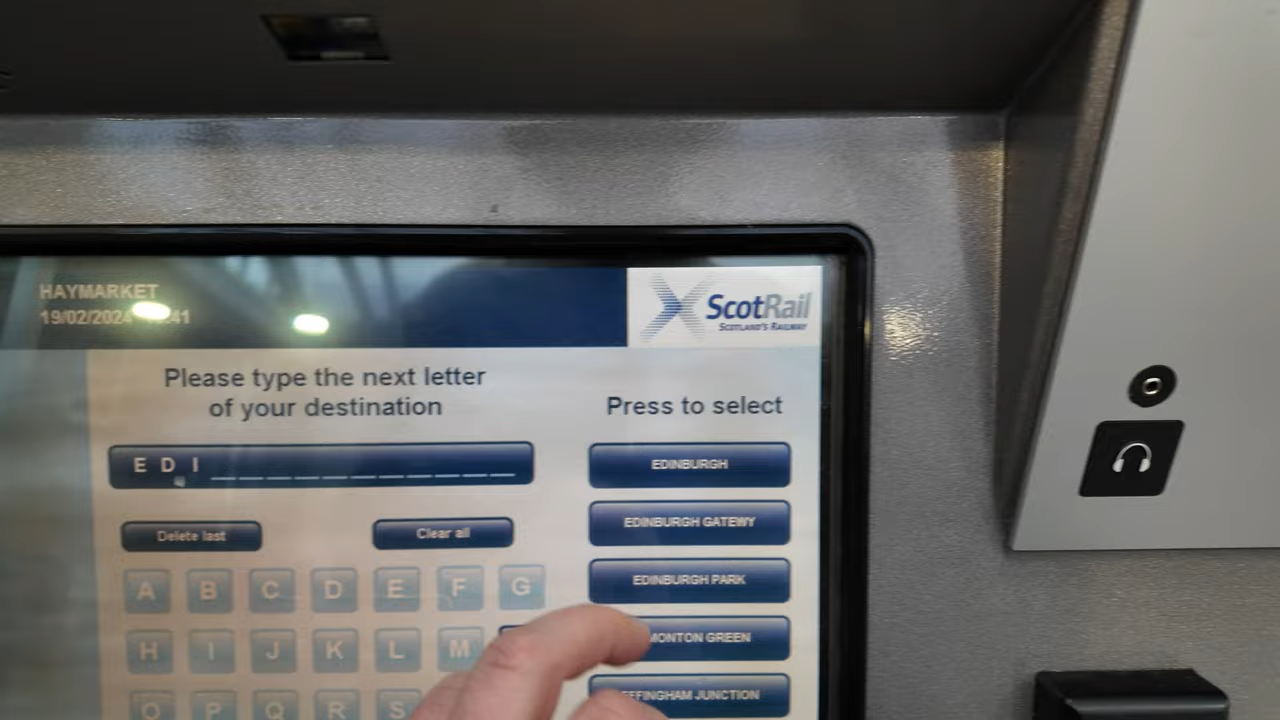 HAYMARKET
19/02/2024
ScotRail
SCOTLAND'S RAILWAY
Please type the next letter
of your destination
Press to select
E D I
EDINBURGH
EDINBURGH GATEWY
EDINBURGH PARK
MONTON GREEN
EFFINGHAM JUNCTION
Delete last
Clear all
A B C D E F G
H I J K L M
O P Q R S